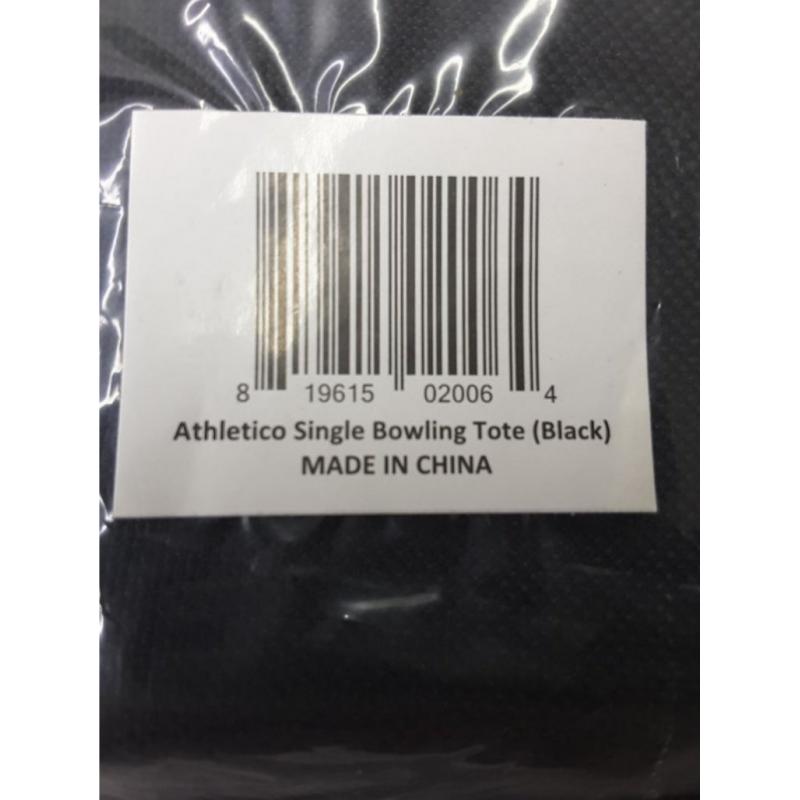 8 19615 02006 4
Athletico Single Bowling Tote (Black)
MADE IN CHINA